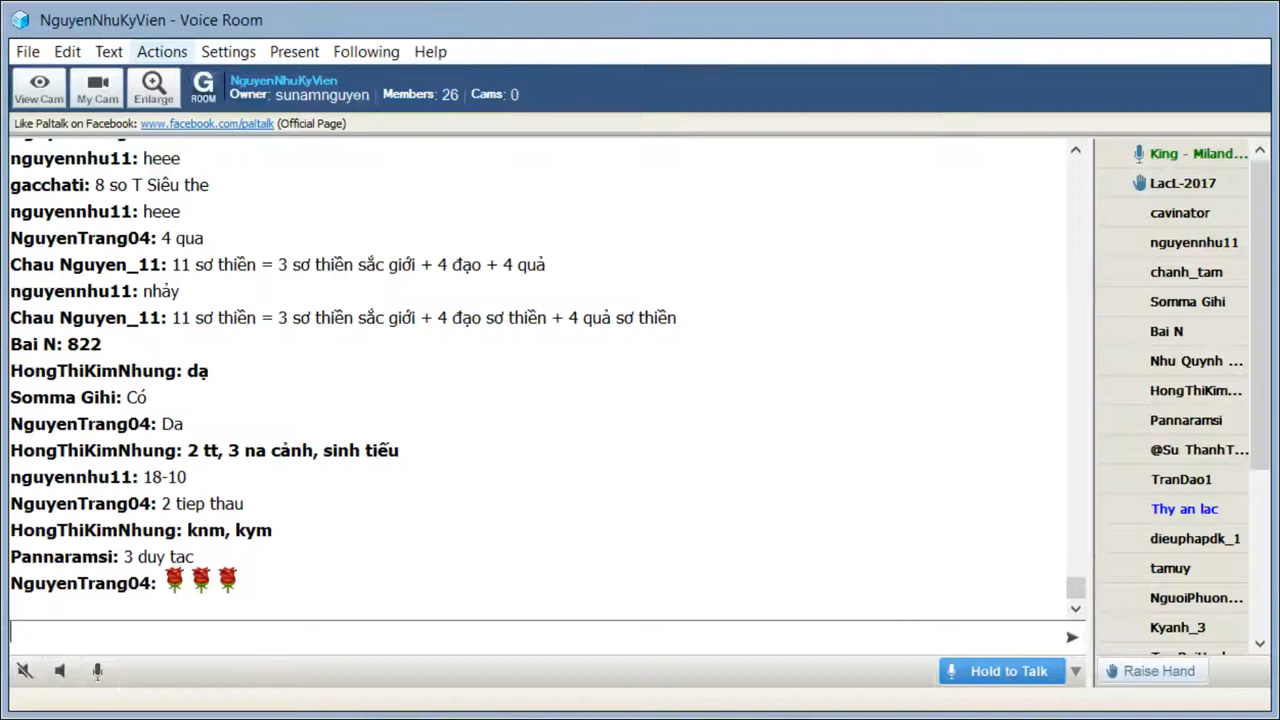 NguyenNhuKyVien - Voice Room
File Edit Text Actions Settings Present Following Help
View Cam
My Cam
Enlarge
G ROOM
NguyenNhuKyVien
Owner: sunamnguyen Members: 26 Cams: 0
Like Paltalk on Facebook: www.facebook.com/paltalk (Official Page)
nguyennhu11: heee
gacchati: 8 so T Siêu the
nguyennhu11: heee
NguyenTrang04: 4 qua
Chau Nguyen_11: 11 sơ thiền = 3 sơ thiền sắc giới + 4 đạo + 4 quả
nguyennhu11: nhảy
Chau Nguyen_11: 11 sơ thiền = 3 sơ thiền sắc giới + 4 đạo sơ thiền + 4 quả sơ thiền
Bai N: 822
HongThiKimNhung: dạ
Somma Gihi: Có
NguyenTrang04: Da
HongThiKimNhung: 2 tt, 3 na cảnh, sinh tiếu
nguyennhu11: 18-10
NguyenTrang04: 2 tiep thau
HongThiKimNhung: knm, kym
Pannaramsi: 3 duy tac
NguyenTrang04:
King - Miland...
LacL-2017
cavinator
nguyennhu11
chanh_tam
Somma Gihi
Bai N
Nhu Quynh ...
HongThiKim...
Pannaramsi
@Su ThanhT...
TranDao1
Thy an lac
dieuphapdk_1
tamuy
NguoiPhuon...
Kyanh_3
Hold to Talk
Raise Hand